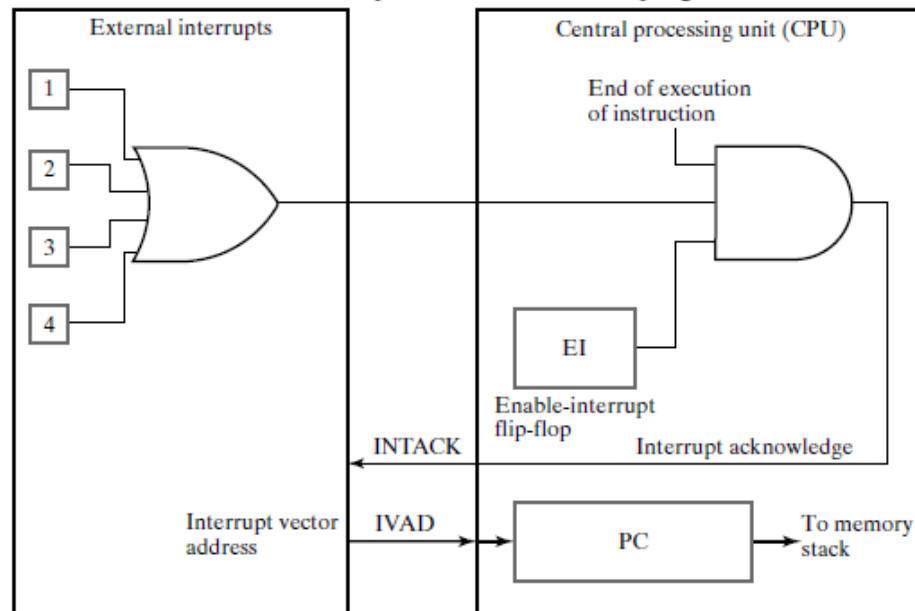 External interrupts
1
2
3
4
Interrupt vector
address
INTACK
IVAD
Central processing unit (CPU)
End of execution
of instruction
EI
Enable-interrupt
flip-flop
Interrupt acknowledge
PC
To memory
stack